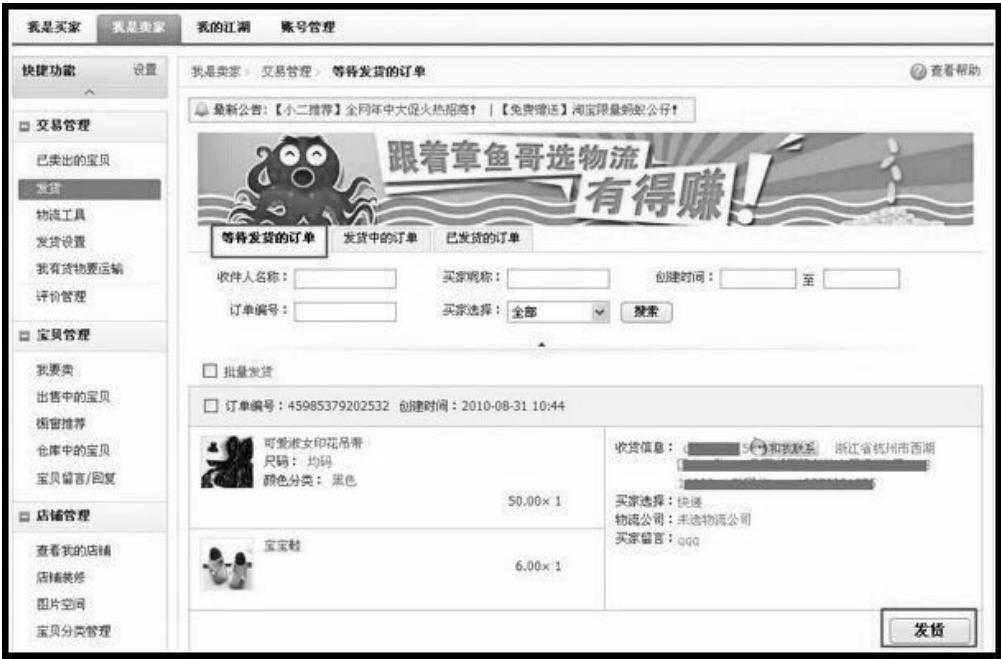 我是买家 我是卖家 我的江湖 账号管理
快捷功能 设置
我是卖家 交易管理 等待发货的订单 查看帮助
最新公告:【小二推荐】全网年中大促火热招商! | 【免费赠送】淘宝限量蚂蚁公仔!
交易管理
已卖出的宝贝
发货
物流工具
发货设置
我有货物要运输
评价管理
宝贝管理
我要卖
出售中的宝贝
橱窗推荐
仓库中的宝贝
宝贝留言/回复
店铺管理
查看我的店铺
店铺装修
图片空间
宝贝分类管理
跟着章鱼哥选物流
有得赚!
等待发货的订单 发货中的订单 已发货的订单
收件人名称: 买家昵称: 创建时间: 至
订单编号: 买家选择: 全部 搜索
批量发货
订单编号:45985379202532 创建时间:2010-08-31 10:44
可爱淑女印花吊带
尺码: 均码
颜色分类: 黑色
50.00× 1
宝宝鞋
6.00× 1
收货信息: 和我联系 浙江省杭州市西湖
买家选择:快递
物流公司:未选物流公司
买家留言:qqq
发货